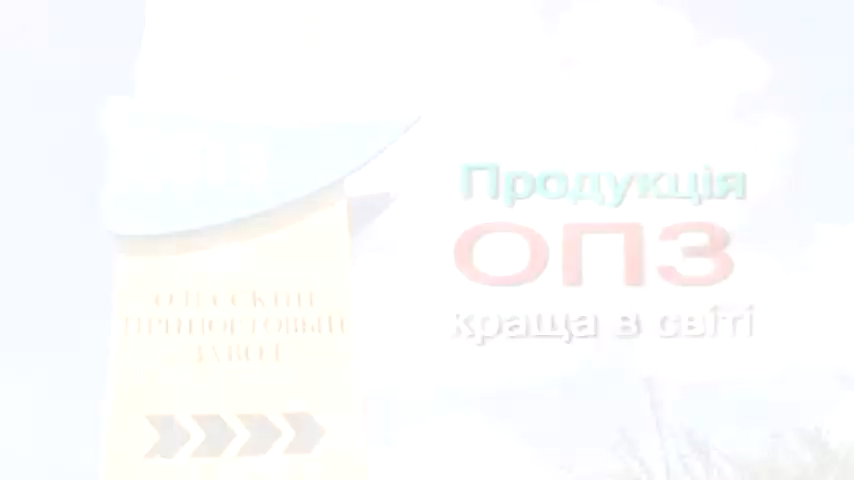 ОДЕССКИЙ
ПРИПОРТОВЫЙ
ЗАВОД
Продукція
ОПЗ
краща в світі